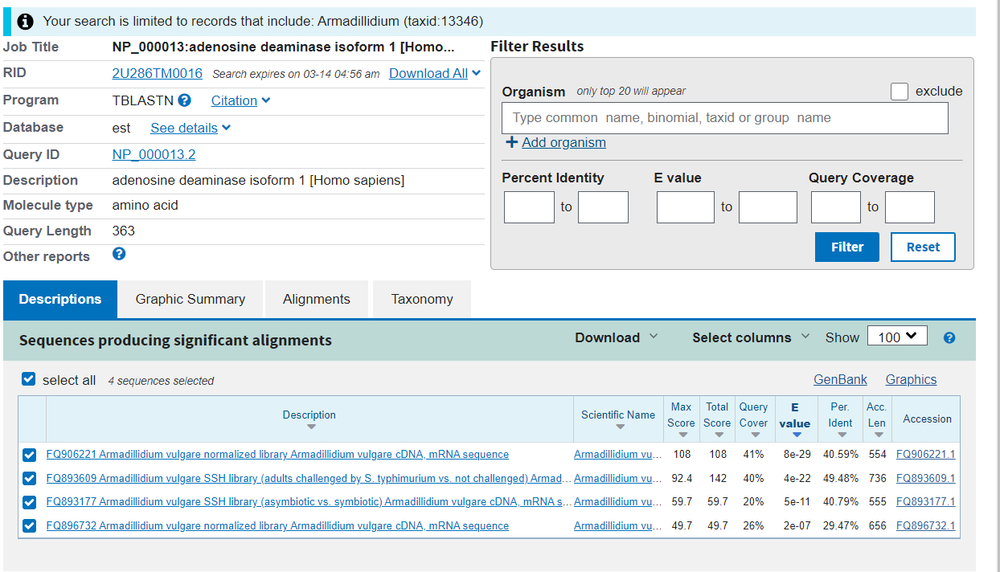 Your search is limited to records that include: Armadillidium (taxid:13346)
Job Title NP_000013:adenosine deaminase isoform 1 [Homo...
RID 2U286TM0016 Search expires on 03-14 04:56 am Download All
Program TBLASTN Citation
Database est See details
Query ID NP_000013.2
Description adenosine deaminase isoform 1 [Homo sapiens]
Molecule type amino acid
Query Length 363
Other reports
Filter Results
Organism only top 20 will appear exclude
Type common name, binomial, taxid or group name
Add organism
Percent Identity E value Query Coverage
to to to
Filter Reset
Descriptions Graphic Summary Alignments Taxonomy
Sequences producing significant alignments Download Select columns Show 100
select all 4 sequences selected GenBank Graphics
Description Scientific Name Max Score Total Score Query Cover E value Per. Ident Acc. Len Accession
FQ906221 Armadillidium vulgare normalized library Armadillidium vulgare cDNA, mRNA sequence Armadillidium vu... 108 108 41% 8e-29 40.59% 554 FQ906221.1
FQ893609 Armadillidium vulgare SSH library (adults challenged by S. typhimurium vs. not challenged) Armad... Armadillidium vu... 92.4 142 40% 4e-22 49.48% 736 FQ893609.1
FQ893177 Armadillidium vulgare SSH library (asymbiotic vs. symbiotic) Armadillidium vulgare cDNA, mRNA s... Armadillidium vu... 59.7 59.7 20% 5e-11 40.79% 555 FQ893177.1
FQ896732 Armadillidium vulgare normalized library Armadillidium vulgare cDNA, mRNA sequence Armadillidium vu... 49.7 49.7 26% 2e-07 29.47% 656 FQ896732.1